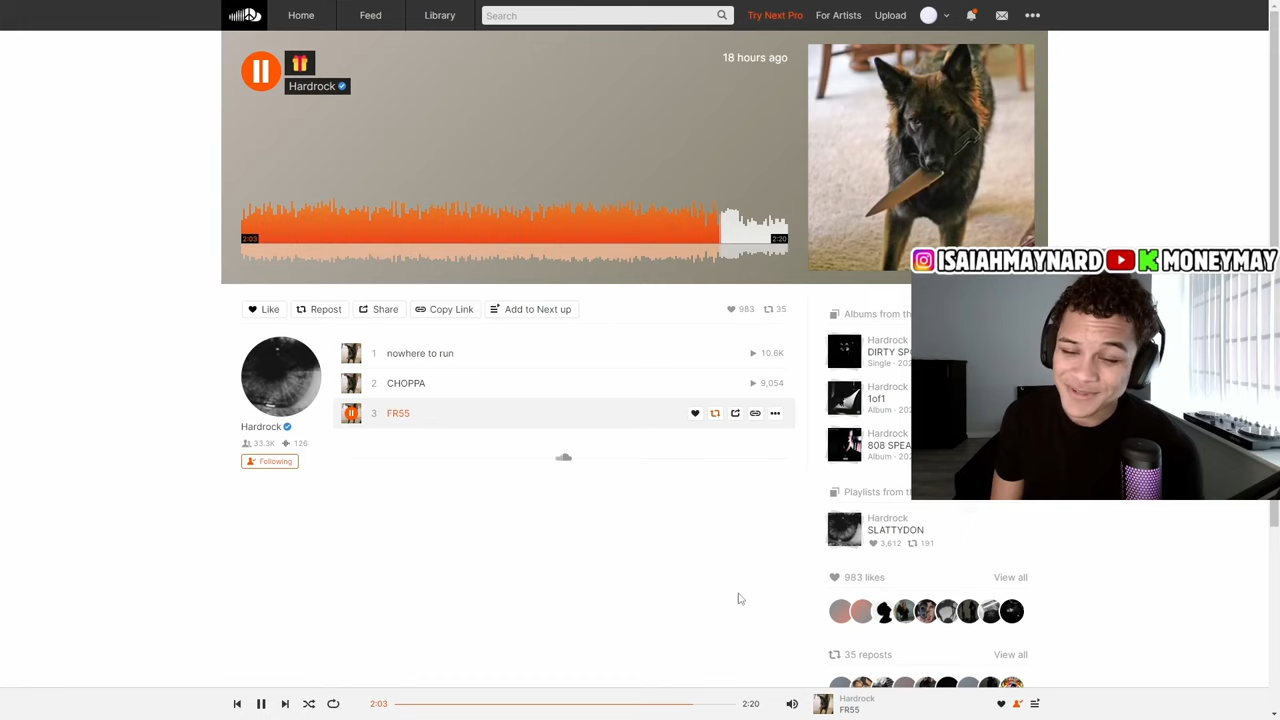 Home
Feed
Library
Search
Try Next Pro
For Artists
Upload
18 hours ago
Hardrock
2:03
2:20
Like
Repost
Share
Copy Link
Add to Next up
983
35
1 nowhere to run 10.6K
2 CHOPPA 9,054
3 FR55
Hardrock
33.3K 126
Following
Albums from
Hardrock
DIRTY
Single
Hardrock
1of1
Album
Hardrock
808
Album
Playlists from
Hardrock
SLATTYDON
3,612 191
983 likes
View all
35 reposts
View all
ISAIAHMAYNARD K MONEYMAY
2:03
2:20
Hardrock
FR55